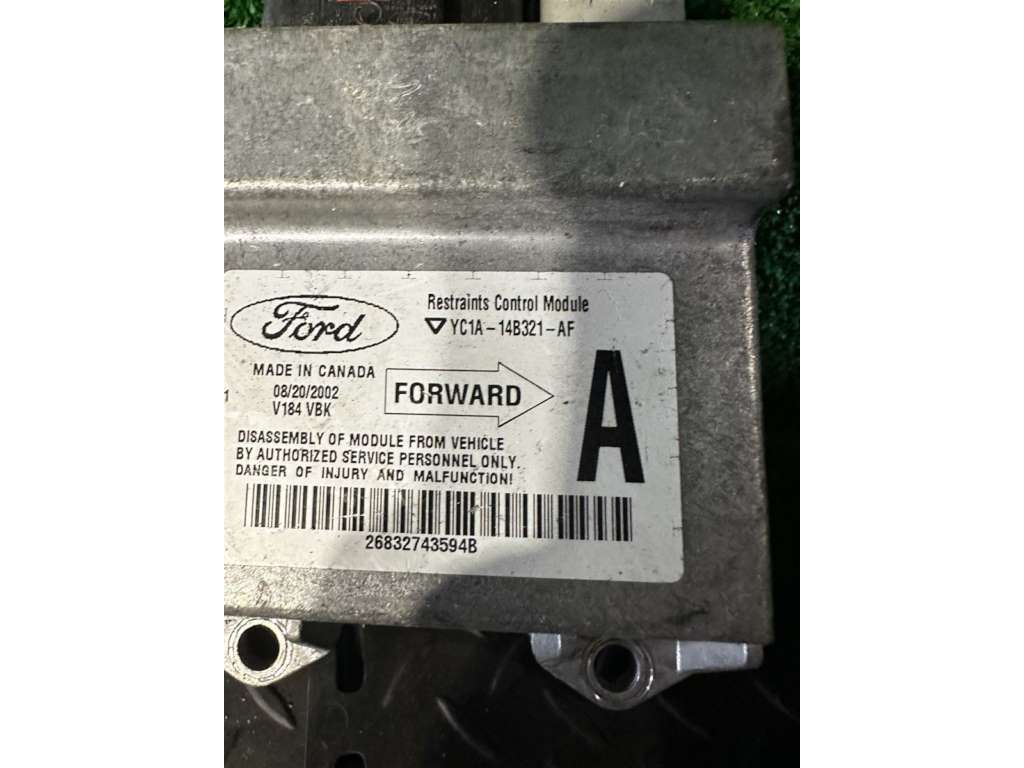 Restraints Control Module
Ford
YC1A-14B321-AF
MADE IN CANADA
08/20/2002
V184 VBK
FORWARD
A
1
DISASSEMBLY OF MODULE FROM VEHICLE
BY AUTHORIZED SERVICE PERSONNEL ONLY.
DANGER OF INJURY AND MALFUNCTION!
26832743594B